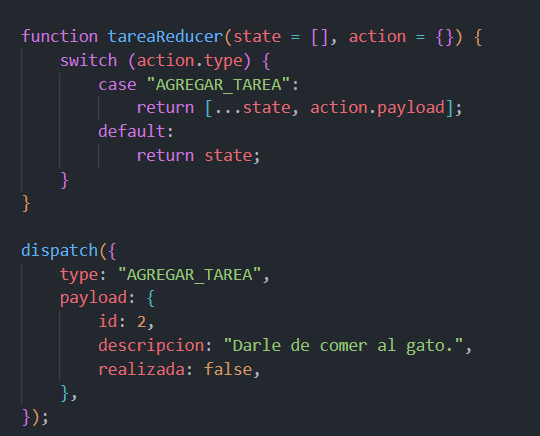 function tareaReducer(state = [], action = {}) {
    switch (action.type) {
        case "AGREGAR_TAREA":
            return [...state, action.payload];
        default:
            return state;
    }
}

dispatch({
    type: "AGREGAR_TAREA",
    payload: {
        id: 2,
        descripcion: "Darle de comer al gato.",
        realizada: false,
    },
});